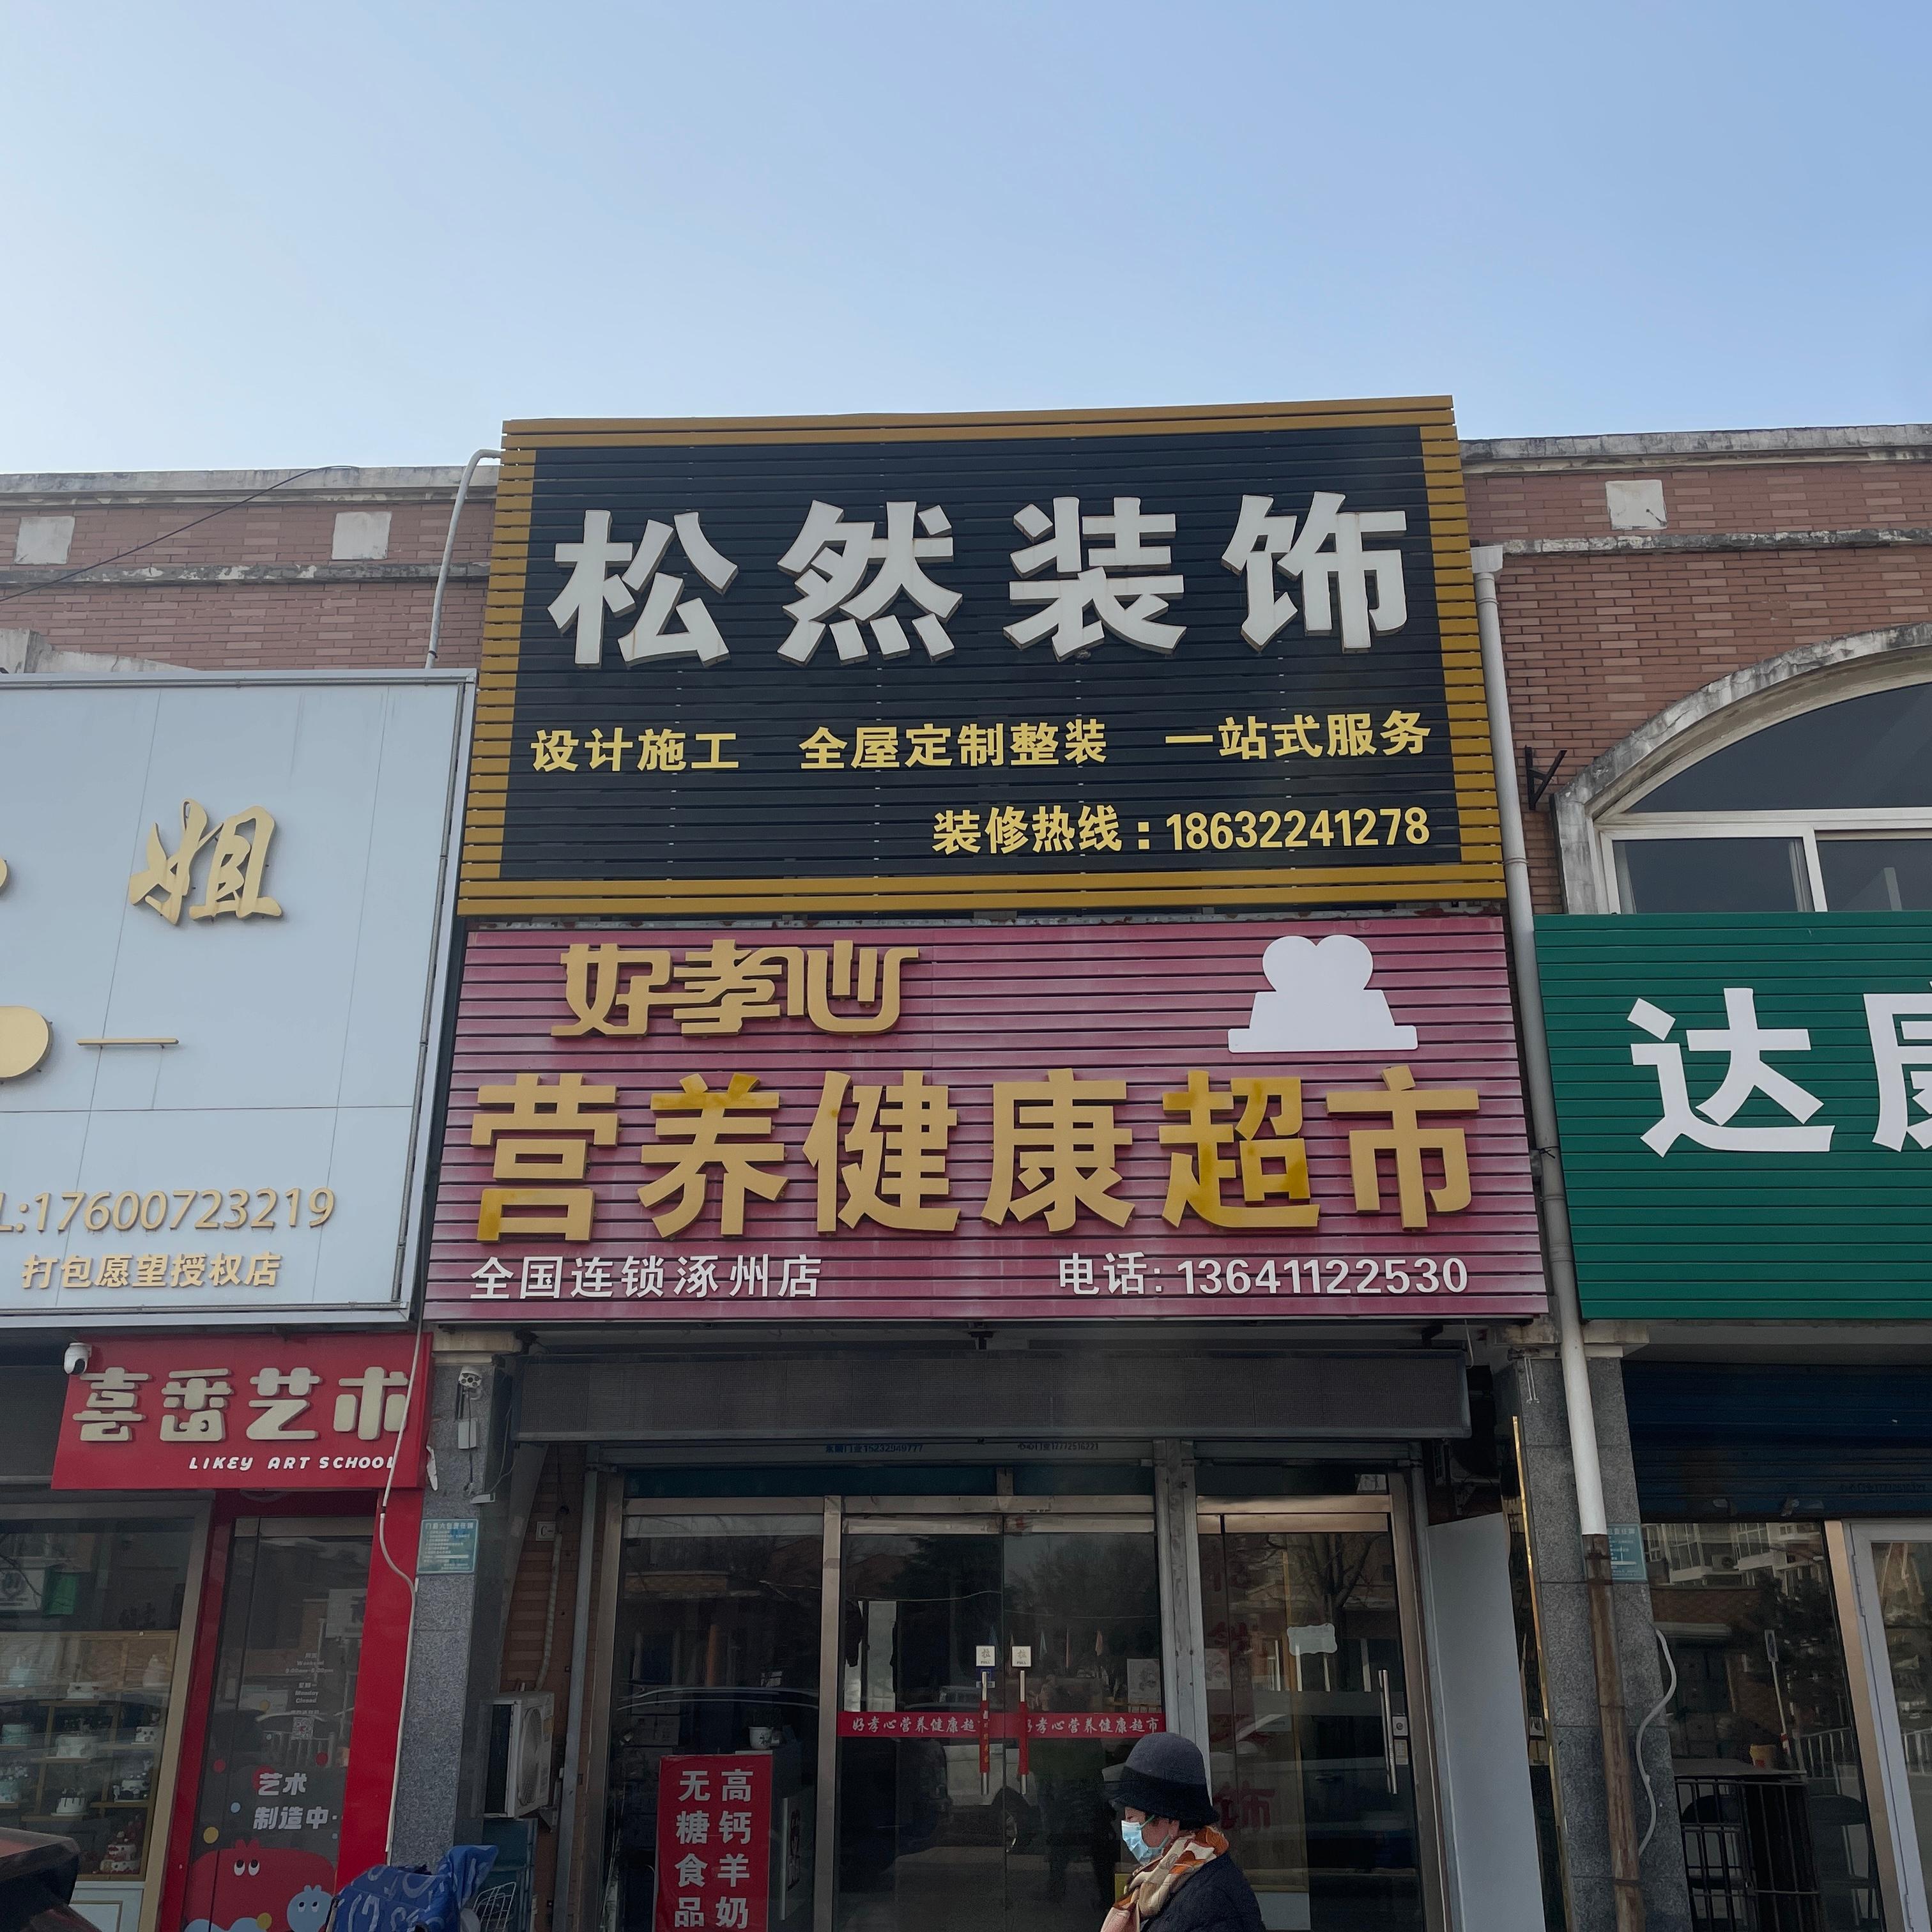 松然装饰
设计施工 全屋定制整装 一站式服务
装修热线：18632241278
好孝心
营养健康超市
全国连锁涿州店 电话：13641122530
姐
L:17600723219
打包愿望授权店
喜番艺术
LIKEY ART SCHOOL
达康
艺术
制造中
好孝心营养健康超
好孝心营养健康超市
高钙羊奶
无糖食品